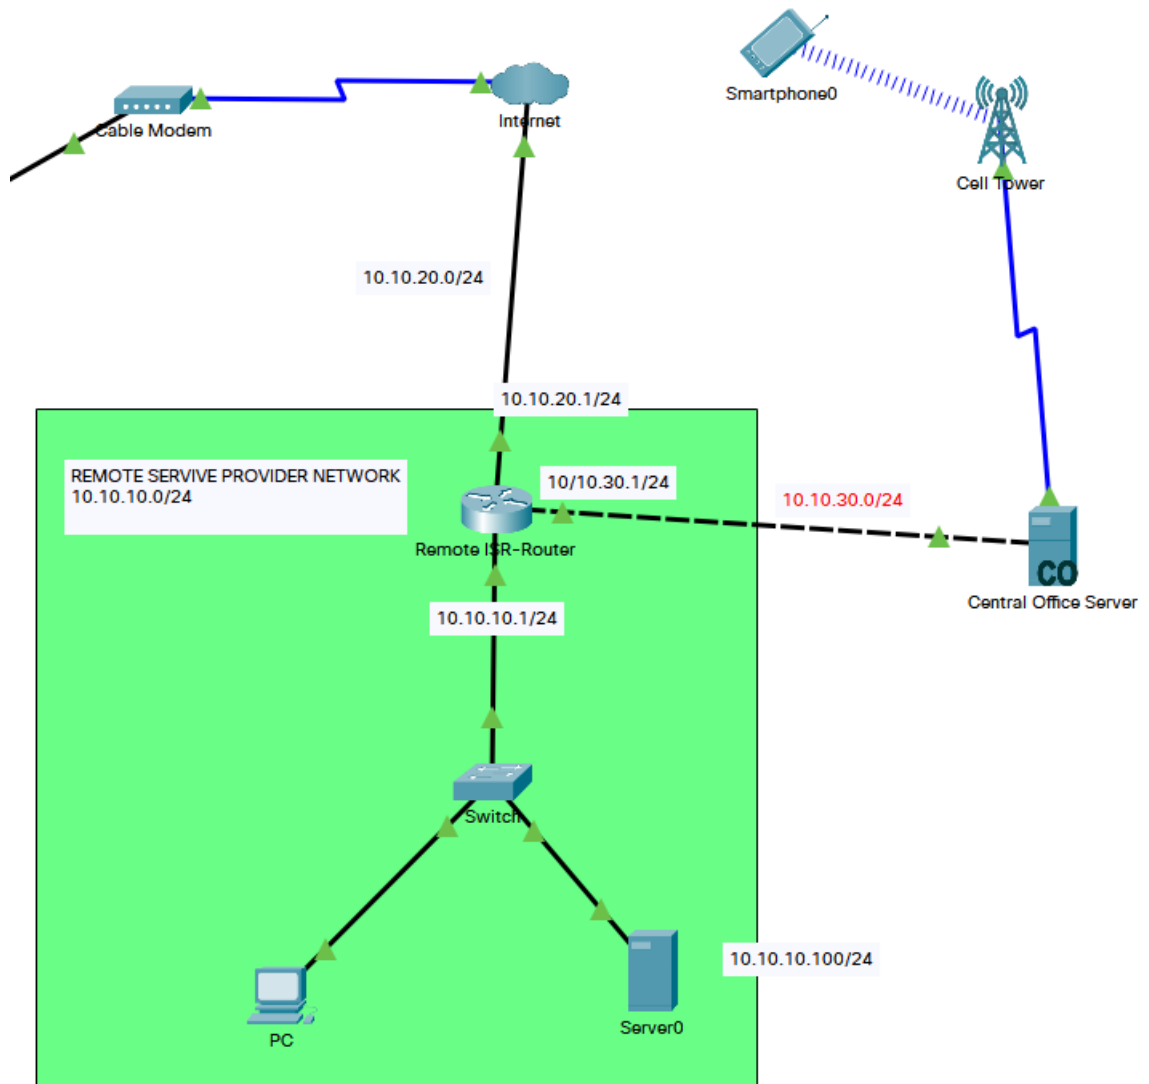 Smartphone0
Cable Modem
Internet
Cell Tower
10.10.20.0/24
10.10.20.1/24
REMOTE SERVIVE PROVIDER NETWORK
10.10.10.0/24
10/10.30.1/24
10.10.30.0/24
Remote ISR-Router
CO
Central Office Server
10.10.10.1/24
Switch
10.10.10.100/24
Server0
PC